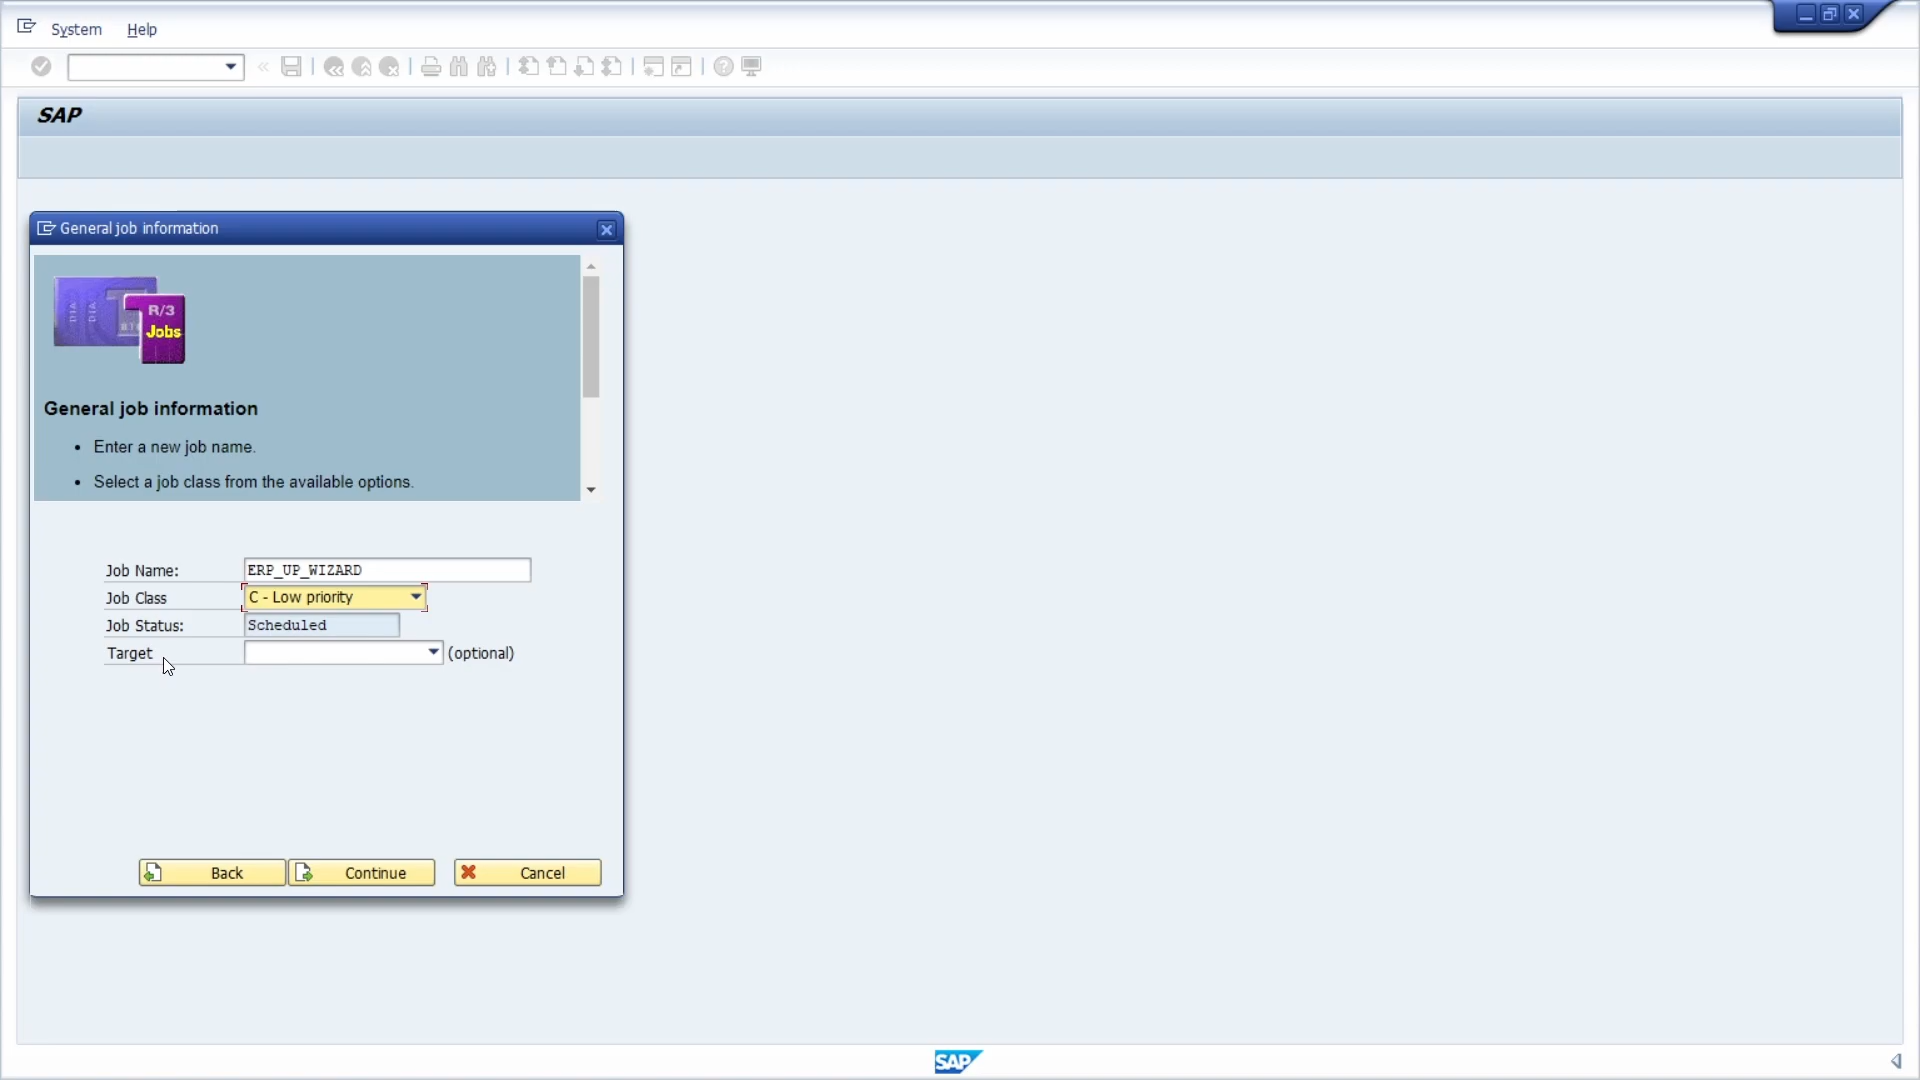 System Help
SAP
General job information
R/3
Jobs
General job information
• Enter a new job name.
• Select a job class from the available options.
Job Name: ERP_UP_WIZARD
Job Class C - Low priority
Job Status: Scheduled
Target (optional)
Back Continue Cancel
SAP